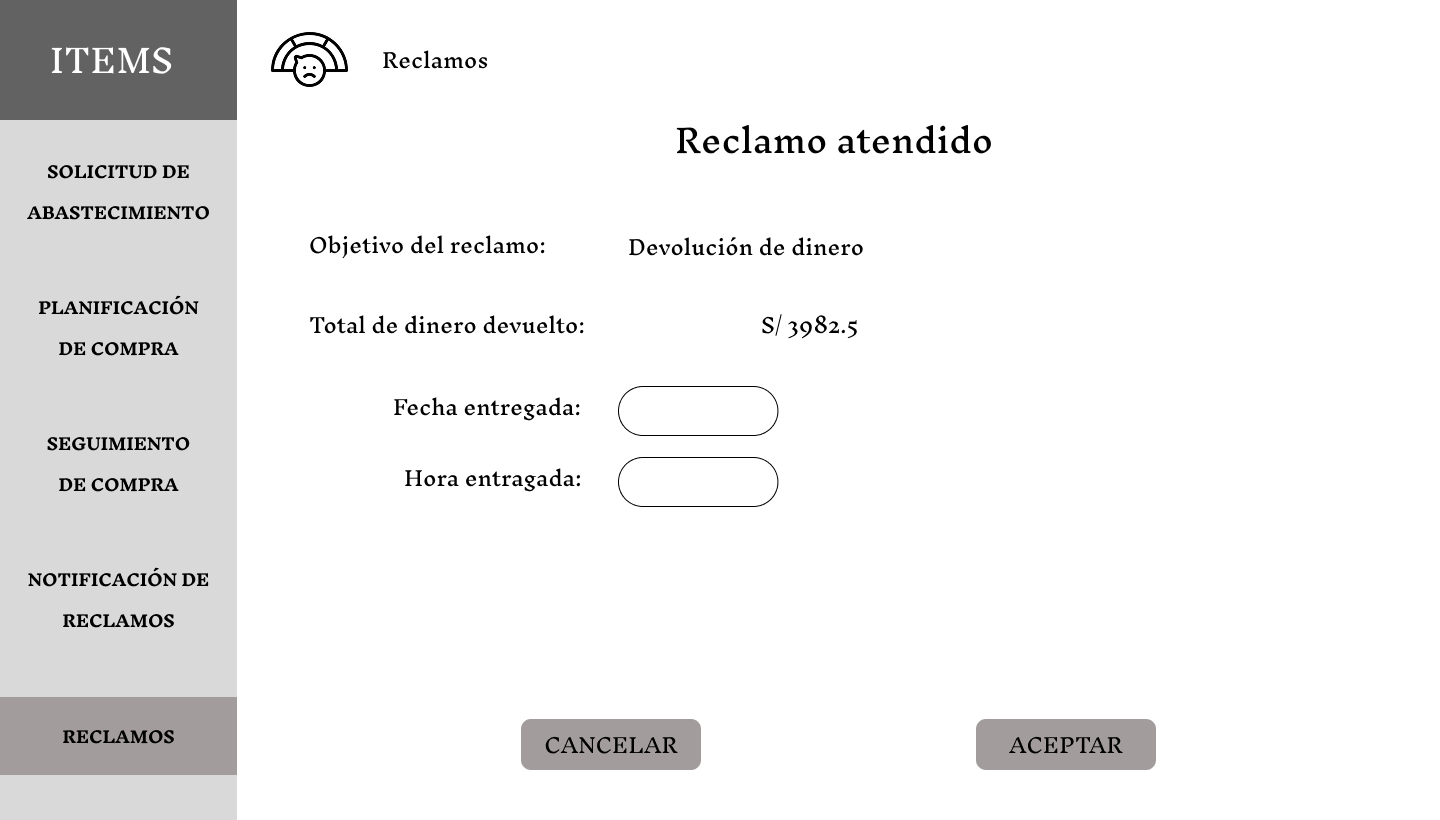 ITEMS
SOLICITUD DE
ABASTECIMIENTO
PLANIFICACIÓN
DE COMPRA
SEGUIMIENTO
DE COMPRA
NOTIFICACIÓN DE
RECLAMOS
RECLAMOS
Reclamos
Reclamo atendido
Objetivo del reclamo: Devolución de dinero
Total de dinero devuelto: S/ 3982.5
Fecha entregada:
Hora entragada:
CANCELAR ACEPTAR